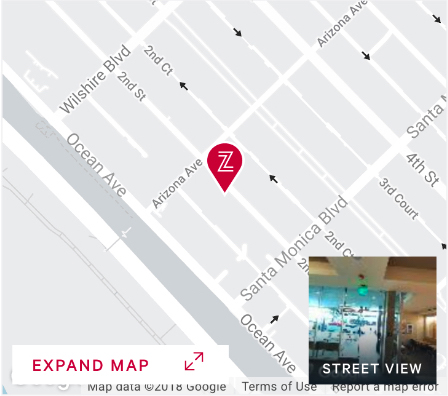 Arizona Ave
2nd Ct
Wilshire Blvd
2nd St
Santa M
Ocean Ave
Arizona Ave
Z
4th St
3rd Court
Santa Monica Blvd
2nd Ct
2n
Ocean Ave
STREET VIEW
EXPAND MAP
Map data ©2018 Google
Terms of Use
Report a map error